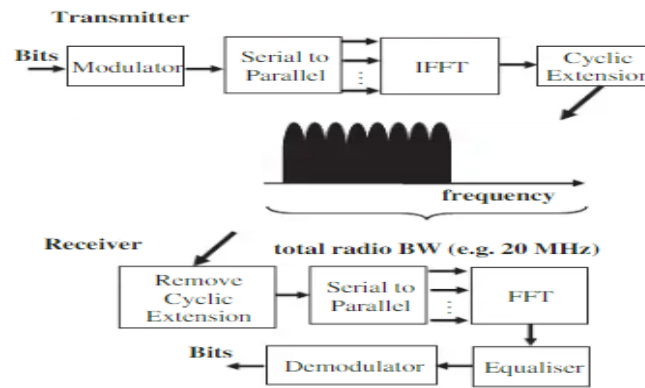 Transmitter
Bits
Modulator
Serial to
Parallel
IFFT
Cyclic
Extension
frequency
total radio BW (e.g. 20 MHz)
Receiver
Remove
Cyclic
Extension
Serial to
Parallel
FFT
Bits
Demodulator
Equaliser